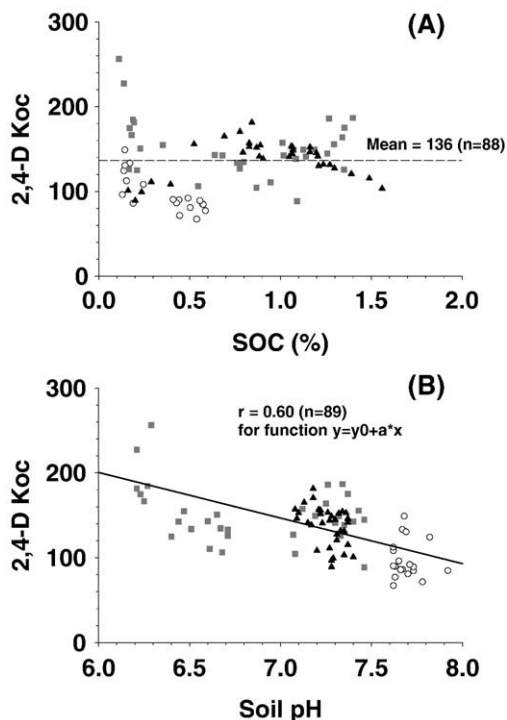 (A)
300
200
100
0
2,4-D Koc
Mean = 136 (n=88)
0.0 0.5 1.0 1.5 2.0
SOC (%)
(B)
300
200
100
0
2,4-D Koc
r = 0.60 (n=89)
for function y=y0+a*x
6.0 6.5 7.0 7.5 8.0
Soil pH